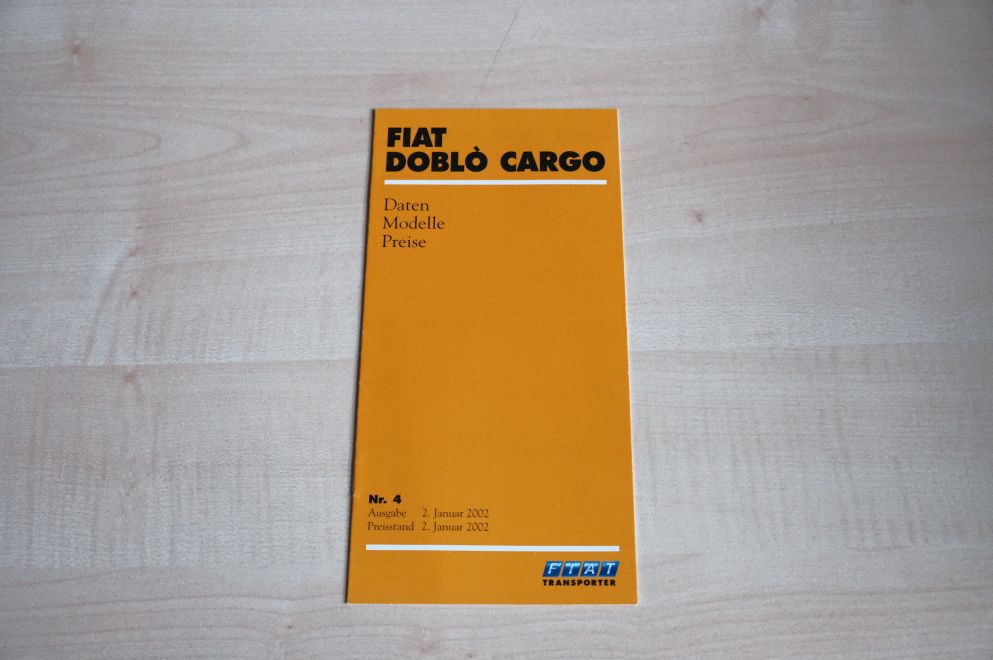 FIAT
DOBLÒ CARGO
Daten
Modelle
Preise
Nr. 4
Ausgabe 2. Januar 2002
Preisstand 2. Januar 2002
FIAT
TRANSPORTER